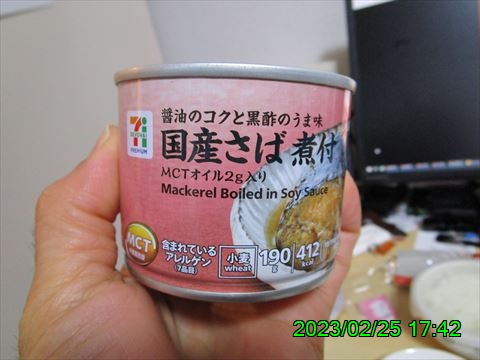 醤油のコクと黒酢のうま味
国産さば 煮付
MCTオイル2g入り
Mackerel Boiled in Soy Sauce
7i
PREMIUM
MCT
含まれている
アレルゲン
(7品目)
小麦
wheat
190g
412kcal
2023/02/25 17:42